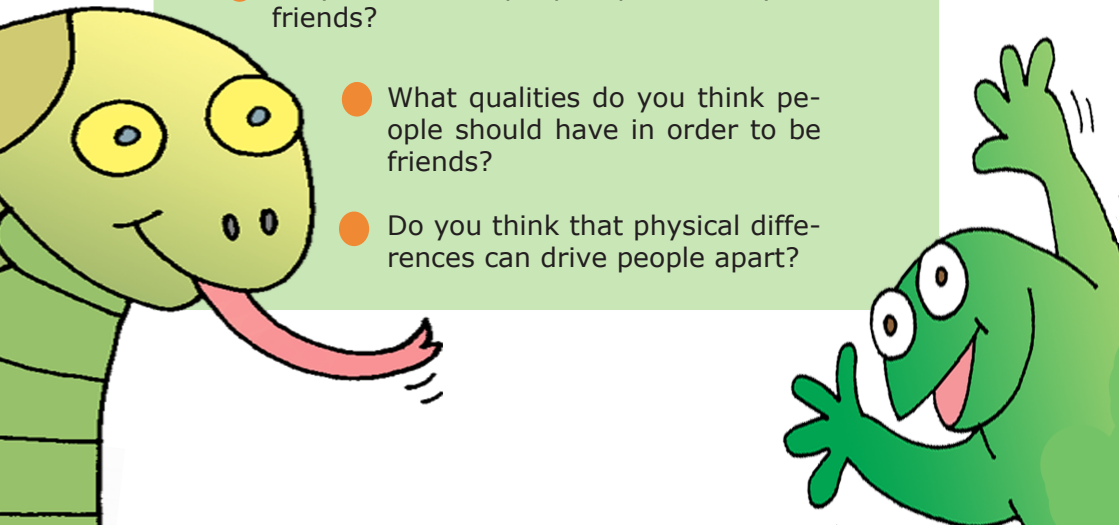 friends?
What qualities do you think pe-
ople should have in order to be
friends?
Do you think that physical diffe-
rences can drive people apart?